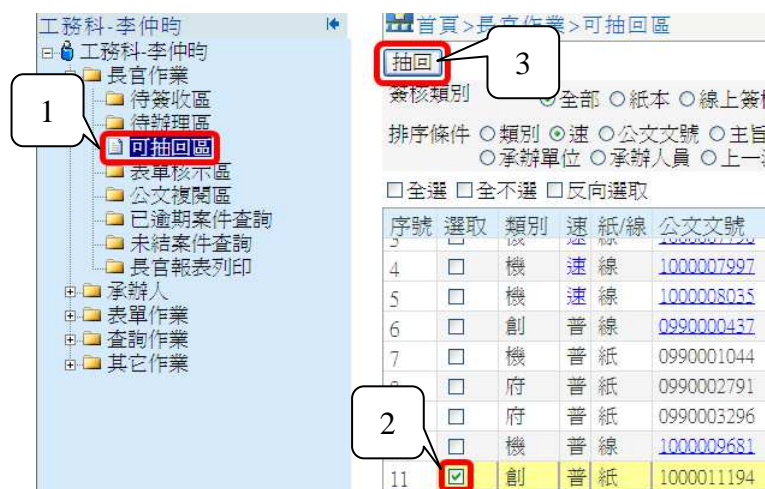 工務科-李仲昀
工務科-李仲昀
長官作業
待簽收區
待辦理區
可抽回區
表單核示區
公文複閱區
已逾期案件查詢
未結案件查詢
長官報表列印
承辦人
表單作業
查詢作業
其它作業
1
首頁>長官作業>可抽回區
抽回
3
簽核類別 全部 紙本 線上簽核
排序條件 類別 速 公文文號 主旨
承辦單位 承辦人員 上一
全選 全不選 反向選取
序號 選取 類別 速 紙/線 公文文號
4 機 速 線 1000007997
5 機 速 線 1000008035
6 創 普 線 0990000437
7 機 普 紙 0990001044
府 普 紙 0990002791
府 普 紙 0990003296
機 普 線 1000009681
2
11 創 普 紙 1000011194